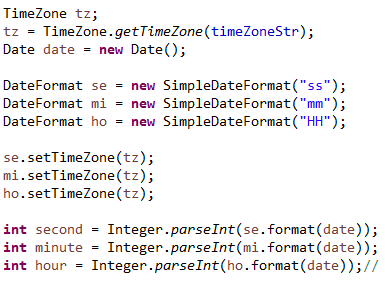 TimeZone tz;
tz = TimeZone.getTimeZone(timeZoneStr);
Date date = new Date();
DateFormat se = new SimpleDateFormat("ss");
DateFormat mi = new SimpleDateFormat("mm");
DateFormat ho = new SimpleDateFormat("HH");
se.setTimeZone(tz);
mi.setTimeZone(tz);
ho.setTimeZone(tz);
int second = Integer.parseInt(se.format(date));
int minute = Integer.parseInt(mi.format(date));
int hour = Integer.parseInt(ho.format(date));//